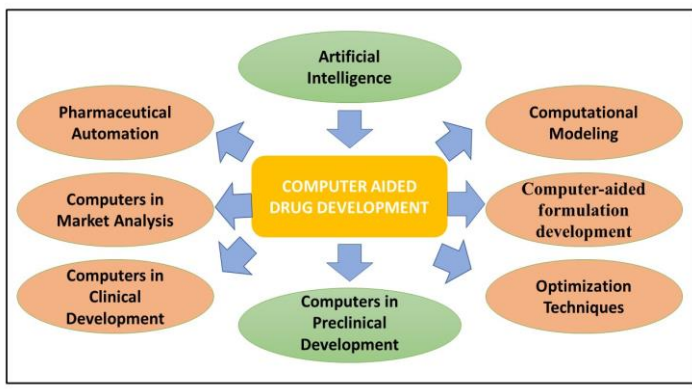 Artificial
Intelligence
Pharmaceutical
Automation
Computational
Modeling
COMPUTER AIDED
DRUG DEVELOPMENT
Computers in
Market Analysis
Computer-aided
formulation
development
Computers in
Clinical
Development
Computers in
Preclinical
Development
Optimization
Techniques